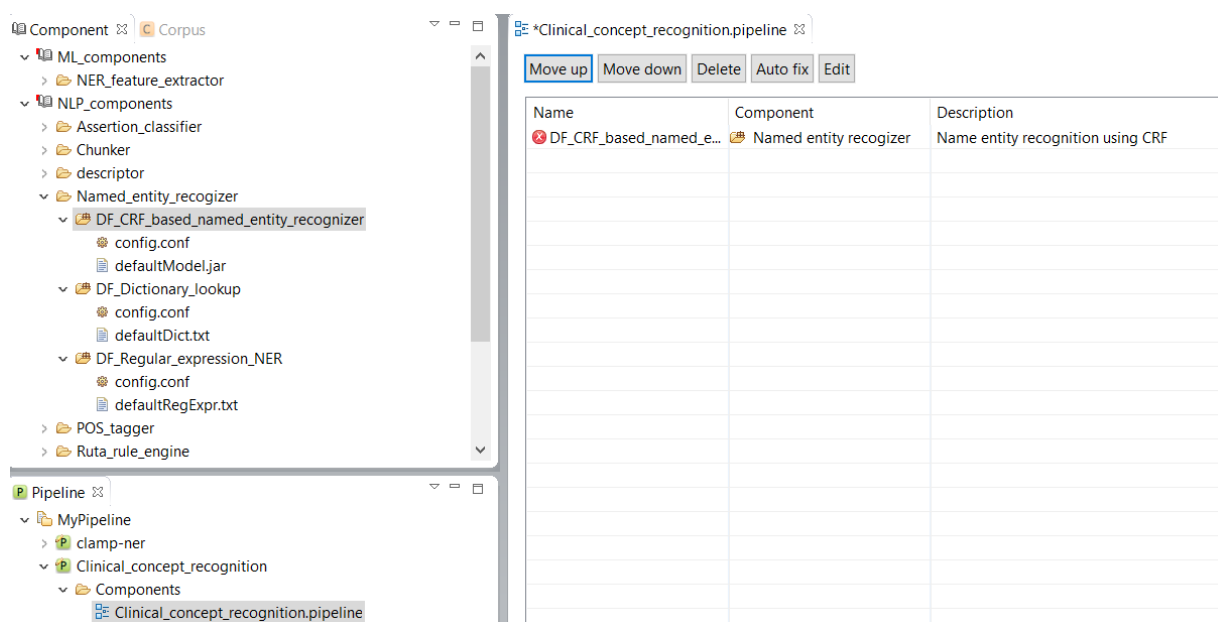 Component
Corpus
ML_components
NER_feature_extractor
NLP_components
Assertion_classifier
Chunker
descriptor
Named_entity_recogizer
DF_CRF_based_named_entity_recognizer
config.conf
defaultModel.jar
DF_Dictionary_lookup
config.conf
defaultDict.txt
DF_Regular_expression_NER
config.conf
defaultRegExpr.txt
POS_tagger
Ruta_rule_engine
P Pipeline
MyPipeline
clamp-ner
Clinical_concept_recognition
Components
Clinical_concept_recognition.pipeline
*Clinical_concept_recognition.pipeline
Move up Move down Delete Auto fix Edit
Name Component Description
DF_CRF_based_named_e... Named entity recogizer Name entity recognition using CRF